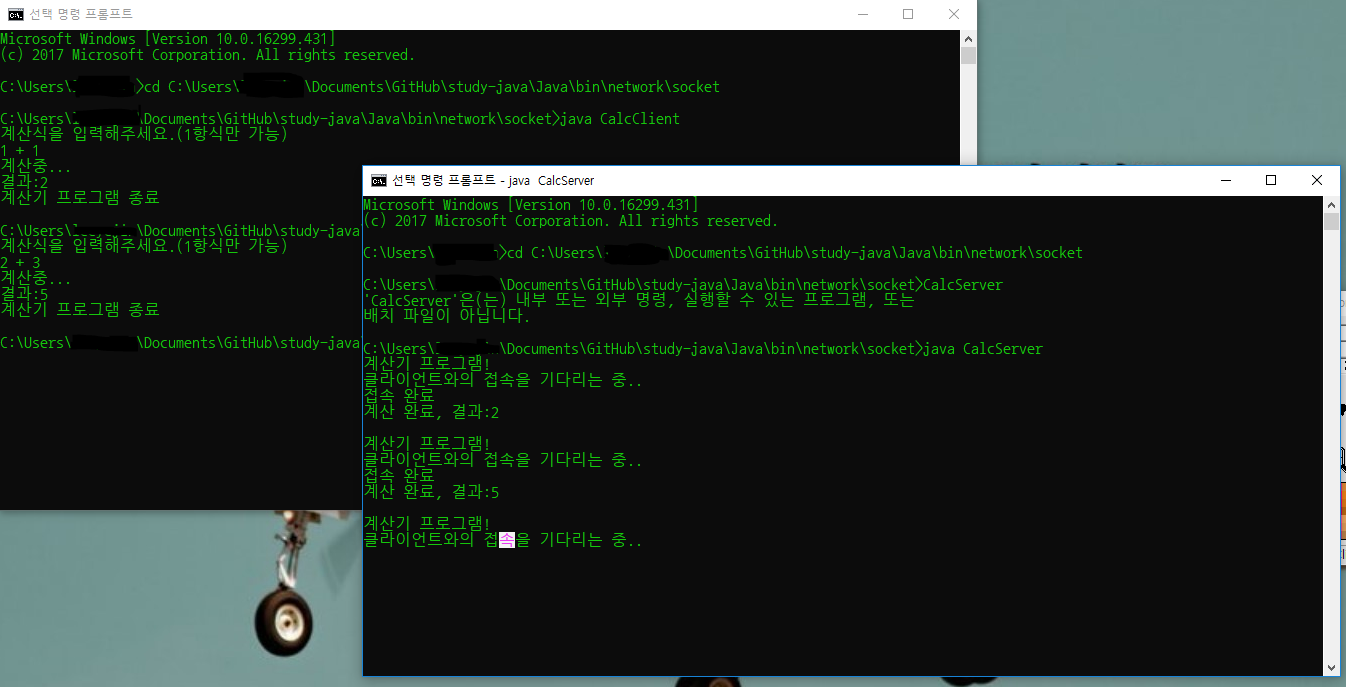 선택 명령 프롬프트
Microsoft Windows [Version 10.0.16299.431]
(c) 2017 Microsoft Corporation. All rights reserved.
C:\Users\ >cd C:\Users\ \Documents\GitHub\study-java\Java\bin\network\socket
C:\Users\ \Documents\GitHub\study-java\Java\bin\network\socket>java CalcClient
계산식을 입력해주세요.(1항식만 가능)
1 + 1
계산중...
결과:2
계산기 프로그램 종료
C:\Users\ \Documents\GitHub\study-java
계산식을 입력해주세요.(1항식만 가능)
2 + 3
계산중...
결과:5
계산기 프로그램 종료
C:\Users\ \Documents\GitHub\study-java
선택 명령 프롬프트 - java CalcServer
Microsoft Windows [Version 10.0.16299.431]
(c) 2017 Microsoft Corporation. All rights reserved.
C:\Users\ >cd C:\Users\ \Documents\GitHub\study-java\Java\bin\network\socket
C:\Users\ \Documents\GitHub\study-java\Java\bin\network\socket>CalcServer
'CalcServer'은(는) 내부 또는 외부 명령, 실행할 수 있는 프로그램, 또는
배치 파일이 아닙니다.
C:\Users\ \Documents\GitHub\study-java\Java\bin\network\socket>java CalcServer
계산기 프로그램!
클라이언트와의 접속을 기다리는 중..
접속 완료
계산 완료, 결과:2
계산기 프로그램!
클라이언트와의 접속을 기다리는 중..
접속 완료
계산 완료, 결과:5
계산기 프로그램!
클라이언트와의 접속을 기다리는 중..